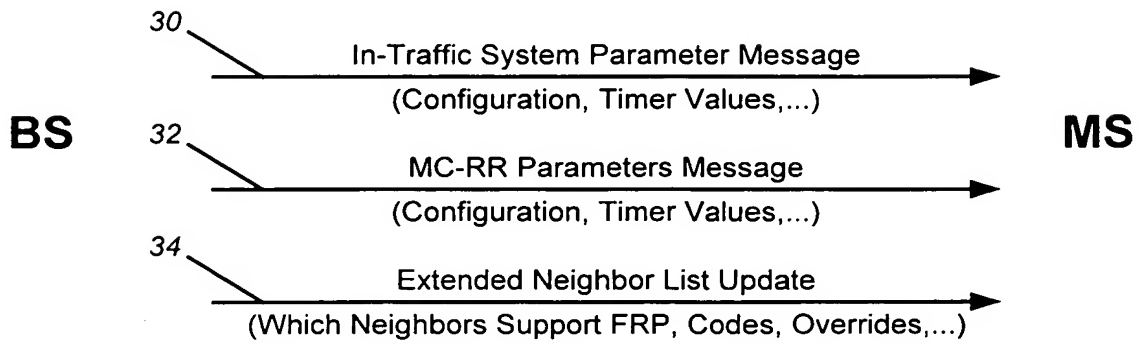 30
In-Traffic System Parameter Message
(Configuration, Timer Values,...)
BS
MS
32
MC-RR Parameters Message
(Configuration, Timer Values,...)
34
Extended Neighbor List Update
(Which Neighbors Support FRP, Codes, Overrides,...)